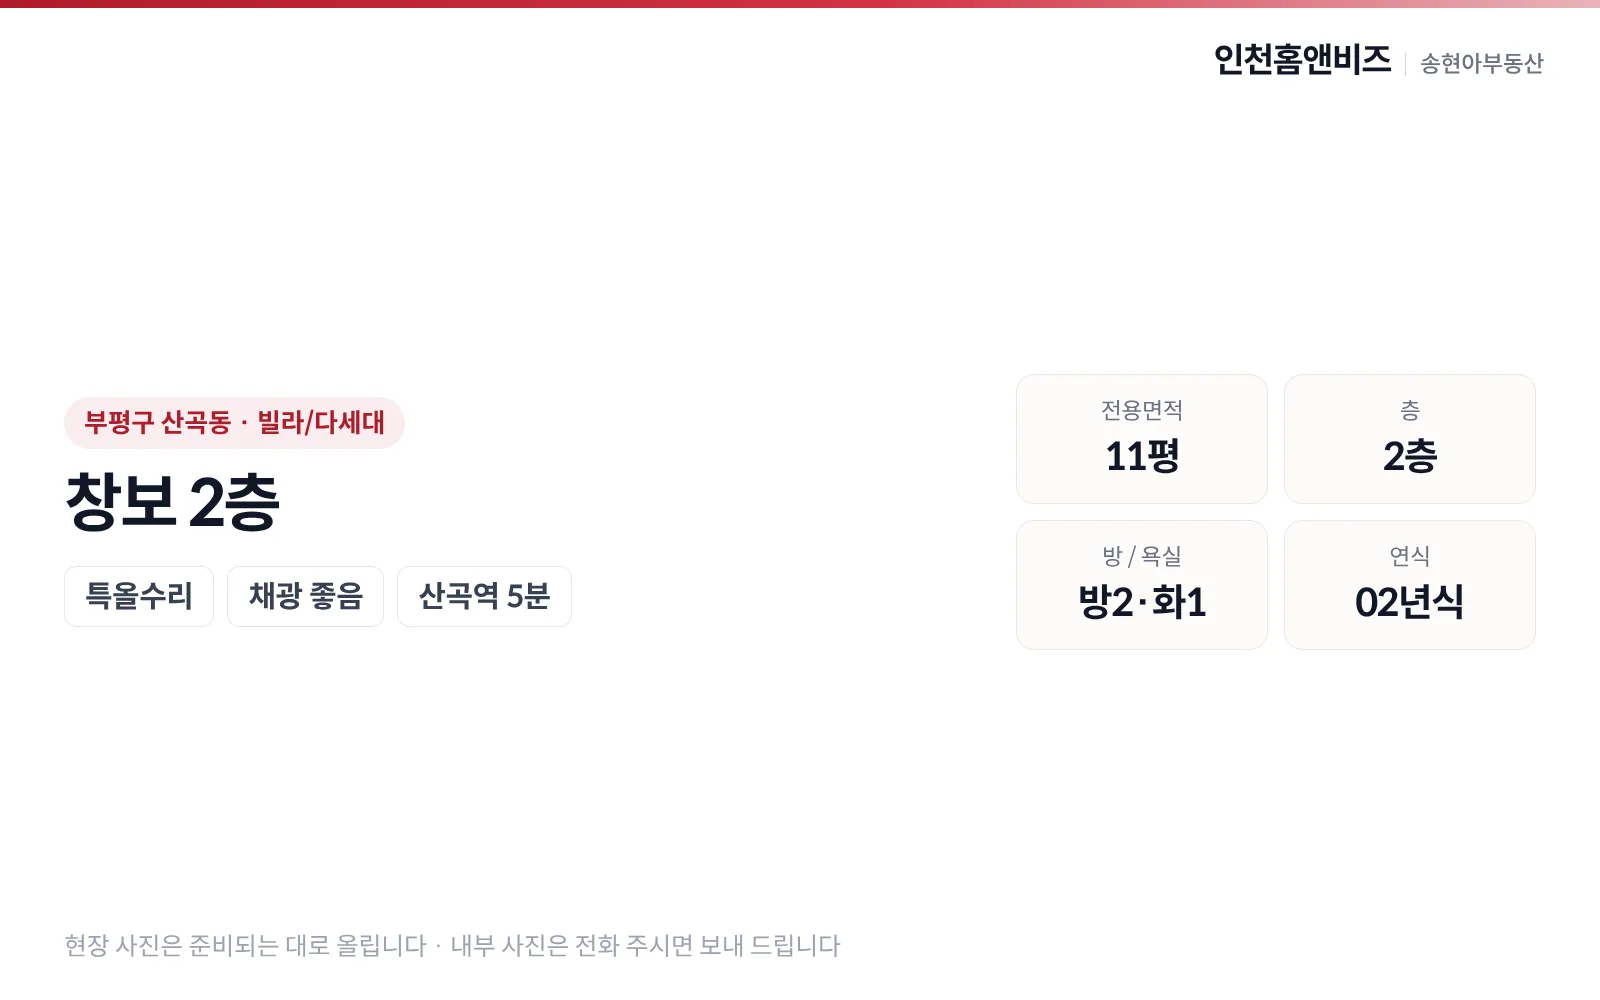 인천홈앤비즈 | 송현아부동산
부평구 산곡동 · 빌라/다세대
창보 2층
특올수리 채광 좋음 산곡역 5분
전용면적
11평
층
2층
방 / 욕실
방2·화1
연식
02년식
현장 사진은 준비되는 대로 올립니다 · 내부 사진은 전화 주시면 보내 드립니다